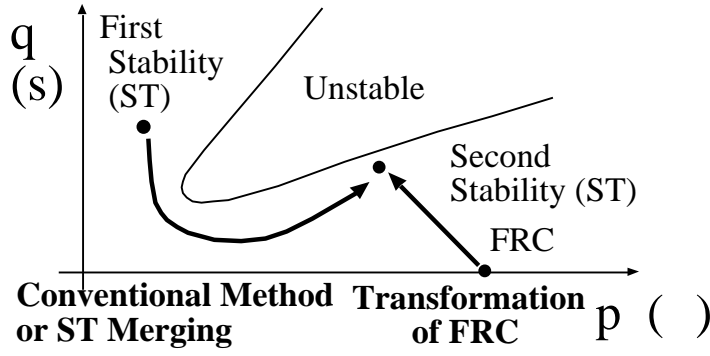 q
(s)
First
Stability
(ST)
Unstable
Second
Stability (ST)
FRC
Conventional Method
or ST Merging
Transformation
of FRC
p ( )